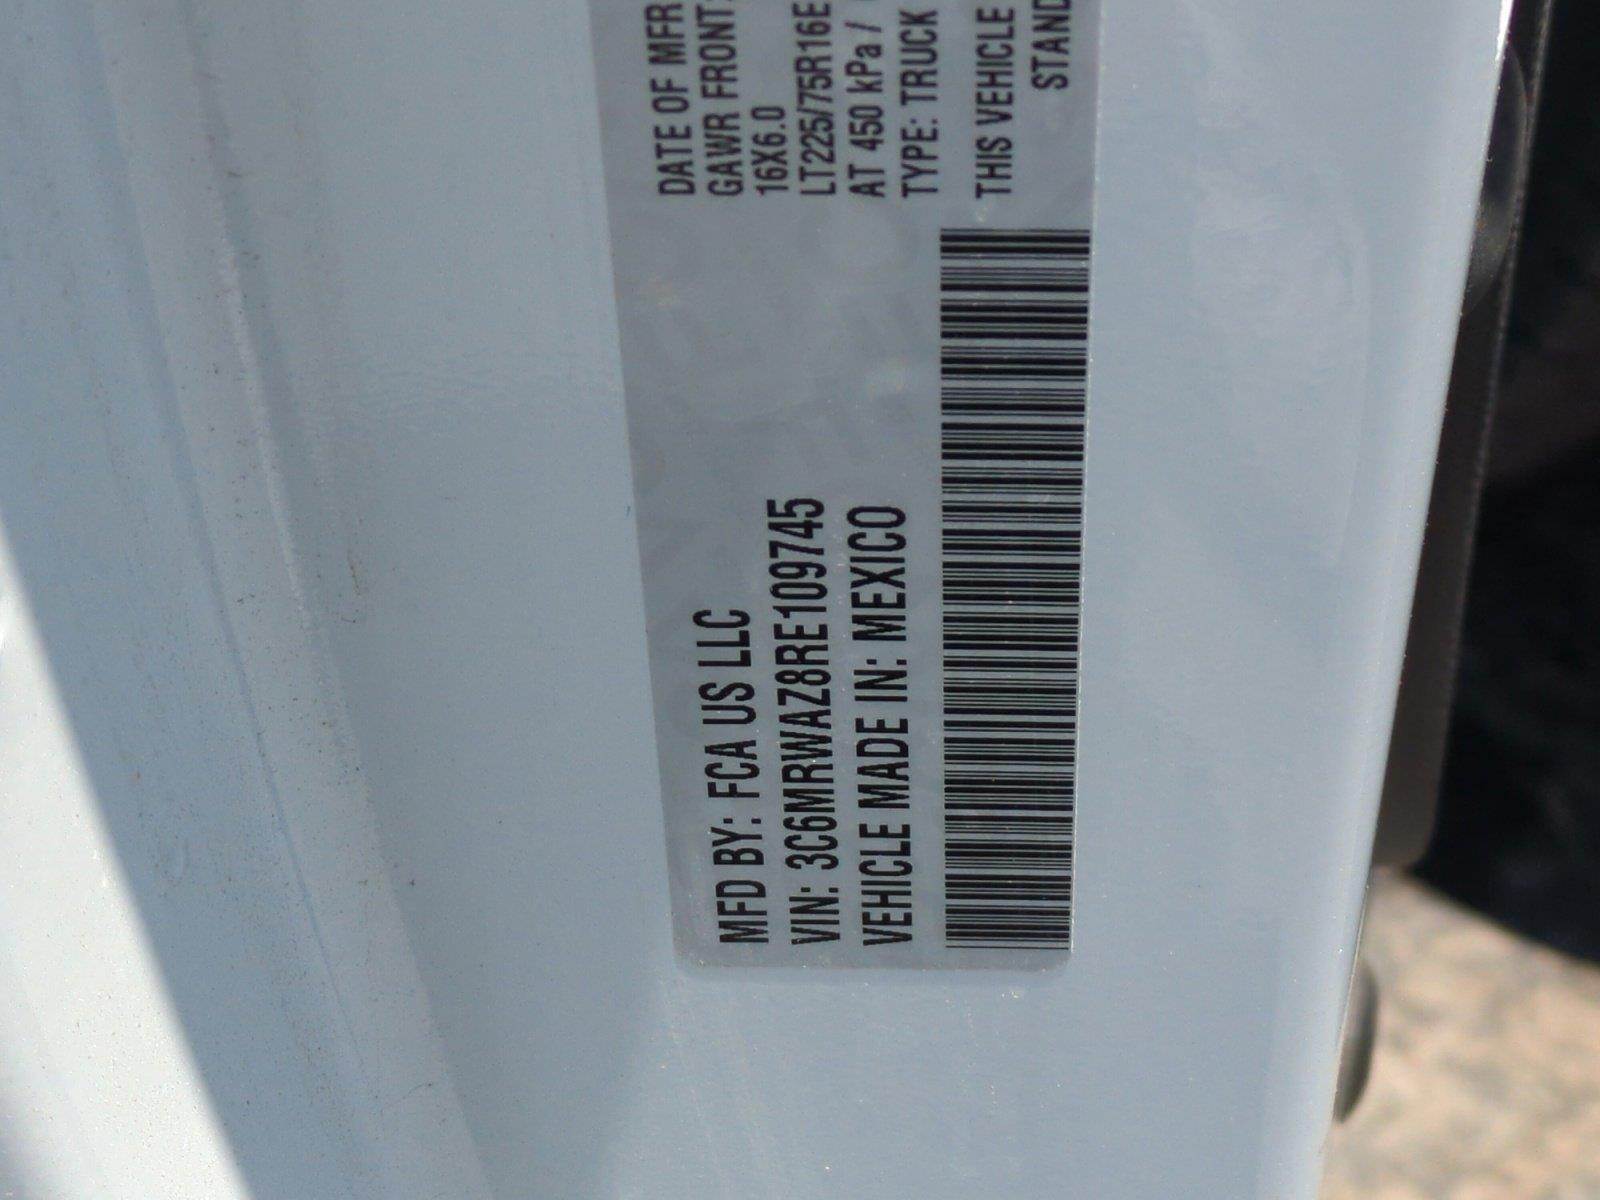 MFD BY: FCA US LLC
VIN: 3C6MRWAZ8RE109745
VEHICLE MADE IN: MEXICO
DATE OF MFR
GAWR FRONT:
16X6.0
LT225/75R16E
AT 450 kPa /
TYPE: TRUCK
THIS VEHICLE
STAND